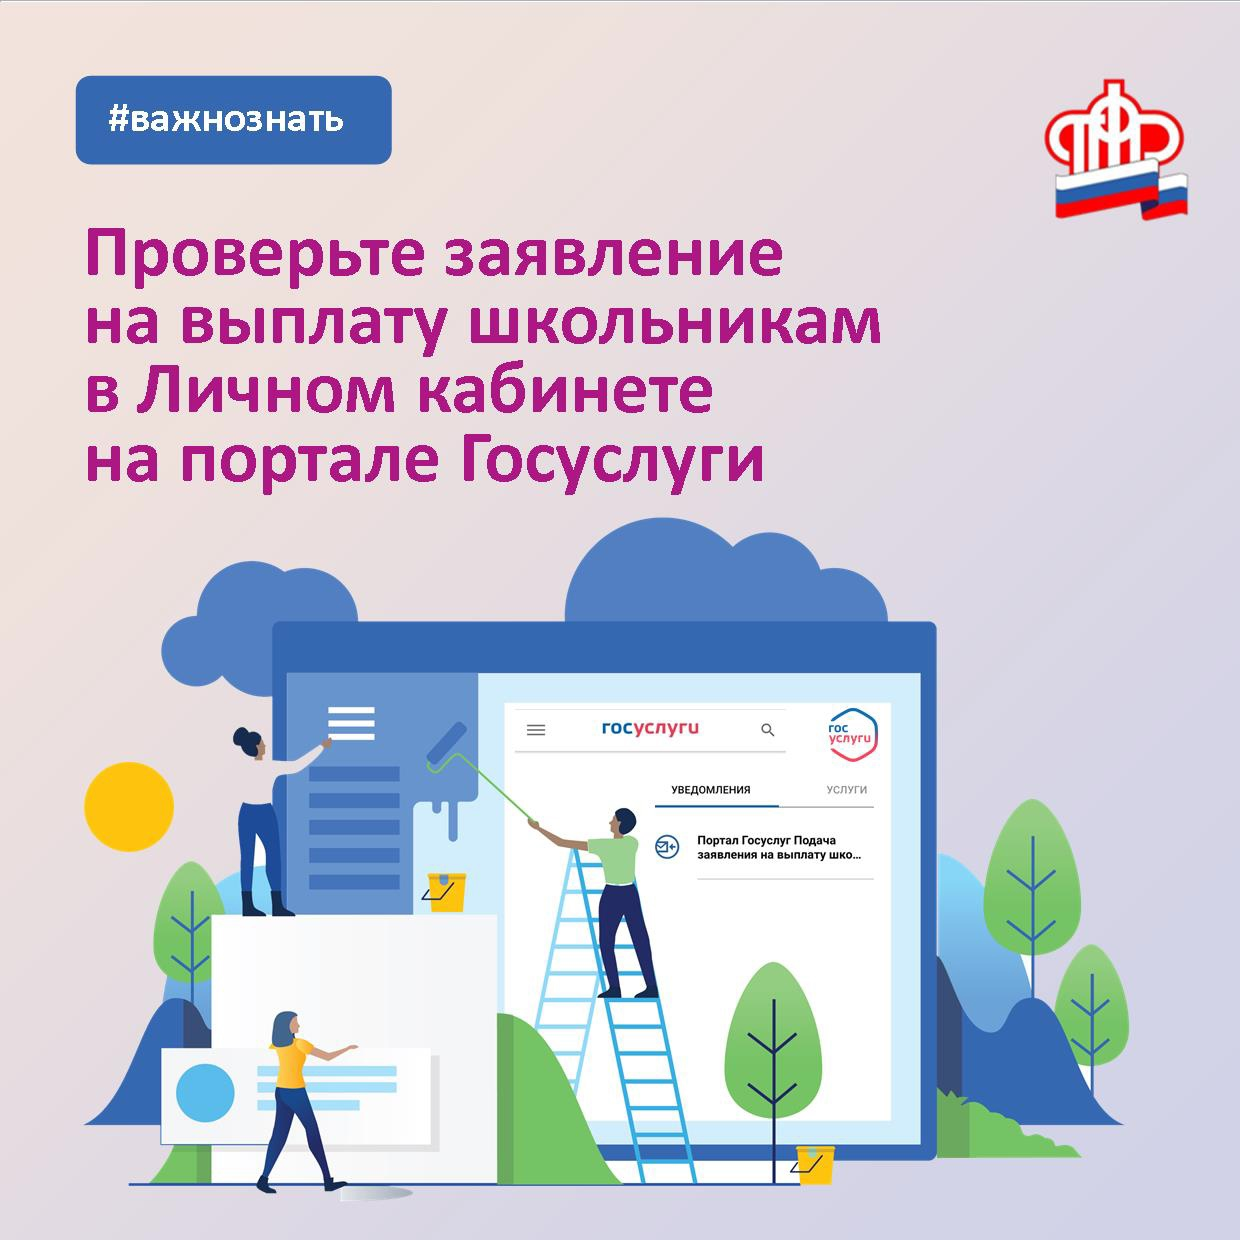 #важнознать
ПФР
Проверьте заявление
на выплату школьникам
в Личном кабинете
на портале Госуслуги
госуслуги
гос
услуги
УВЕДОМЛЕНИЯ УСЛУГИ
Портал Госуслуг Подача
заявления на выплату шко...